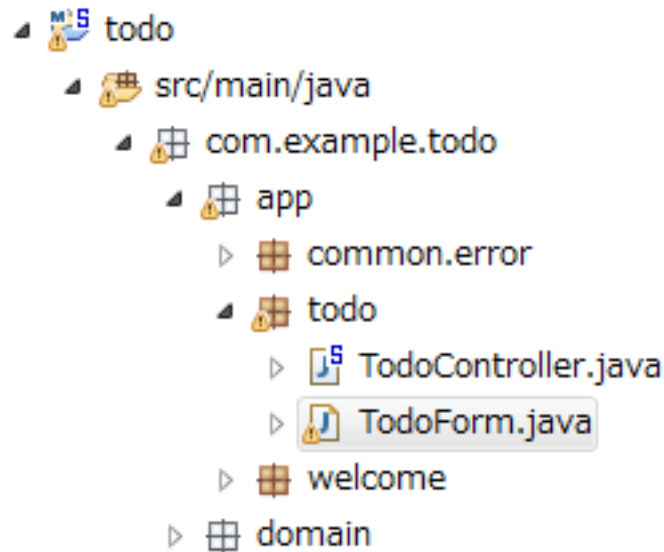 todo
src/main/java
com.example.todo
app
common.error
todo
TodoController.java
TodoForm.java
welcome
domain